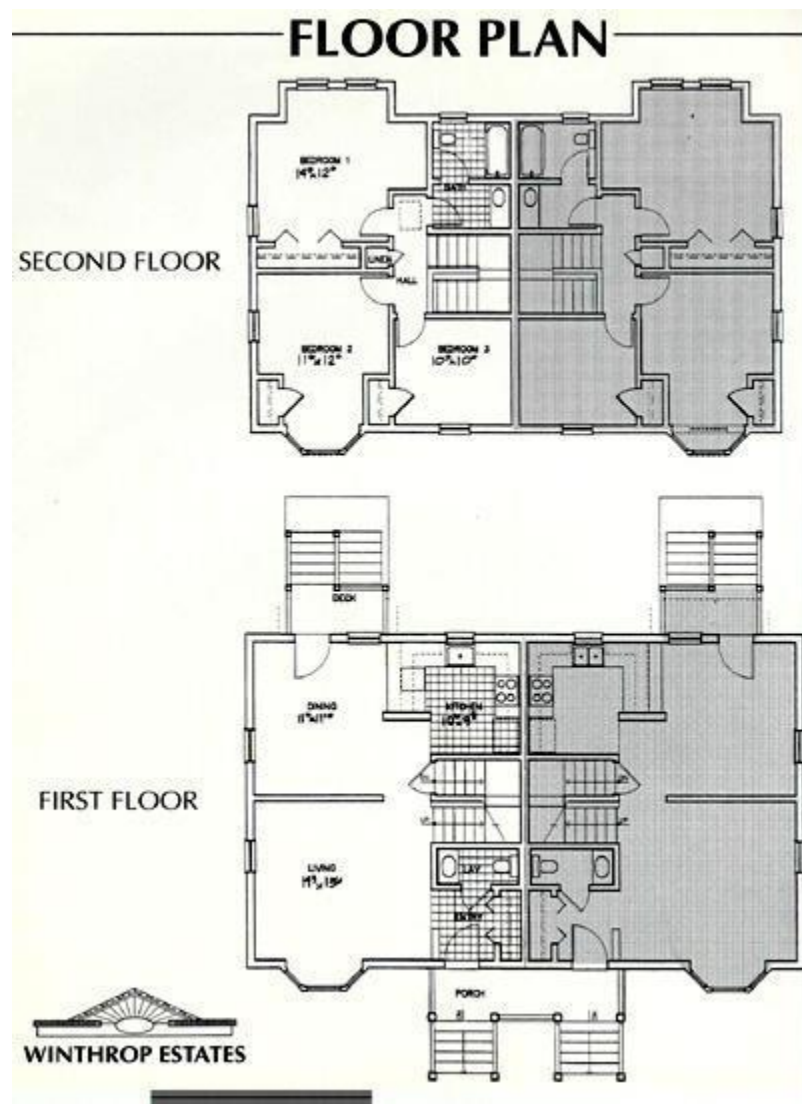 FLOOR PLAN
BEDROOM 1
BATH
LINEN
HALL
SECOND FLOOR
BEDROOM 2
BEDROOM 3
DECK
DINING
KITCHEN
FIRST FLOOR
LIVING
LAV
ENTRY
PORCH
WINTHROP ESTATES